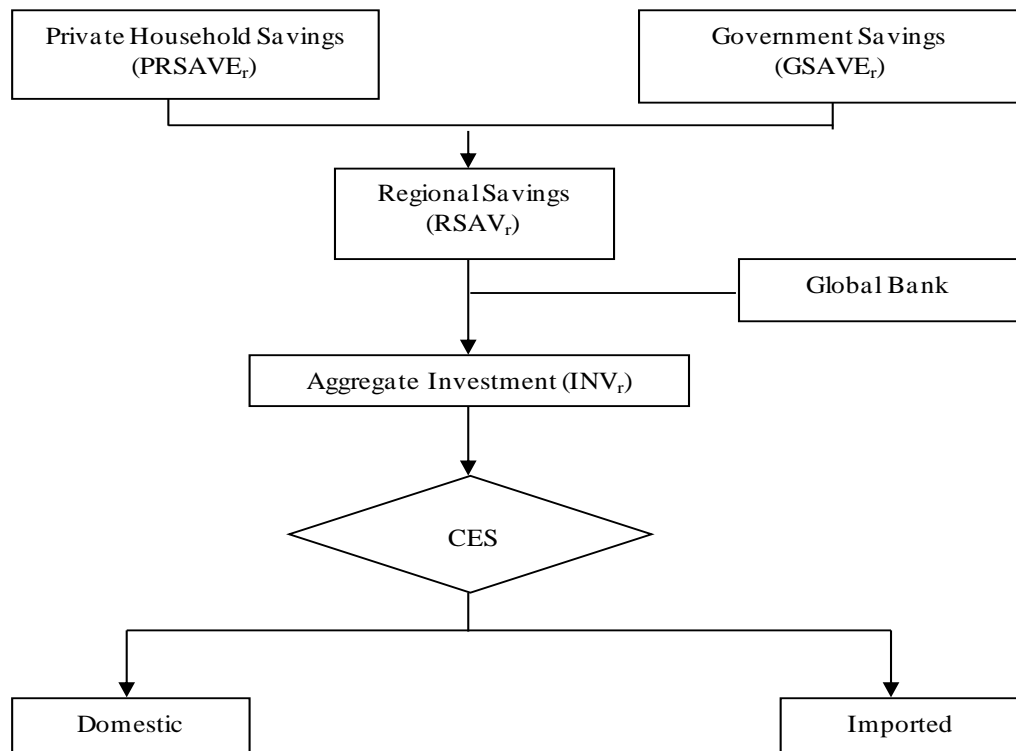 Private Household Savings
(PRSAVEr)
Government Savings
(GSAVEr)
Regional Savings
(RSAVr)
Global Bank
Aggregate Investment (INVr)
CES
Domestic
Imported